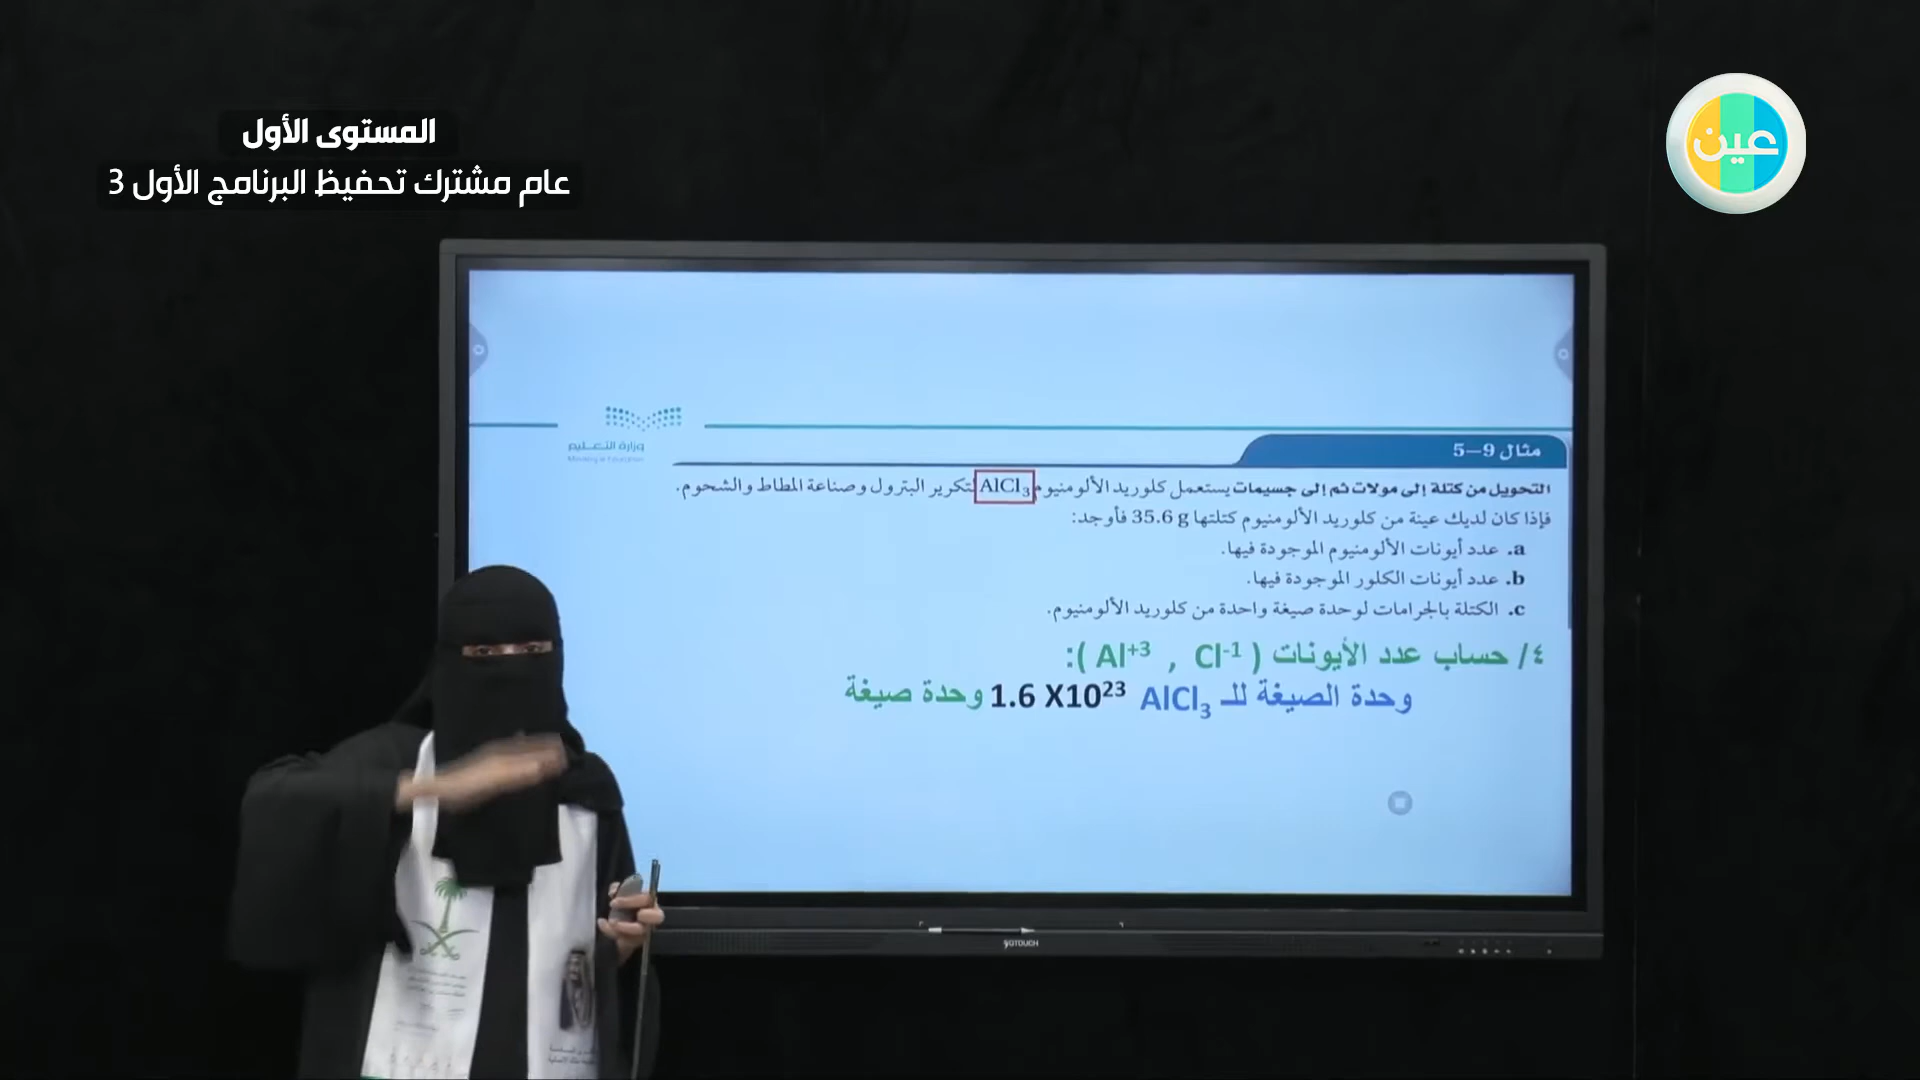 المستوى الأول
عام مشترك تحفيظ البرنامج الأول 3
عين
وزارة التعليم
Ministry of Education
مثال 9–5
التحويل من كتلة إلى مولات ثم إلى جسيمات يستعمل كلوريد الألومنيوم AlCl₃ لتكرير البترول وصناعة المطاط والشحوم.
فإذا كان لديك عينة من كلوريد الألومنيوم كتلتها 35.6 g فأوجد:
a. عدد أيونات الألومنيوم الموجودة فيها.
b. عدد أيونات الكلور الموجودة فيها.
c. الكتلة بالجرامات لوحدة صيغة واحدة من كلوريد الألومنيوم.
٤/ حساب عدد الأيونات ( Al⁺³ , Cl⁻¹ ):
وحدة الصيغة للـ AlCl₃ 1.6 X10²³ وحدة صيغة